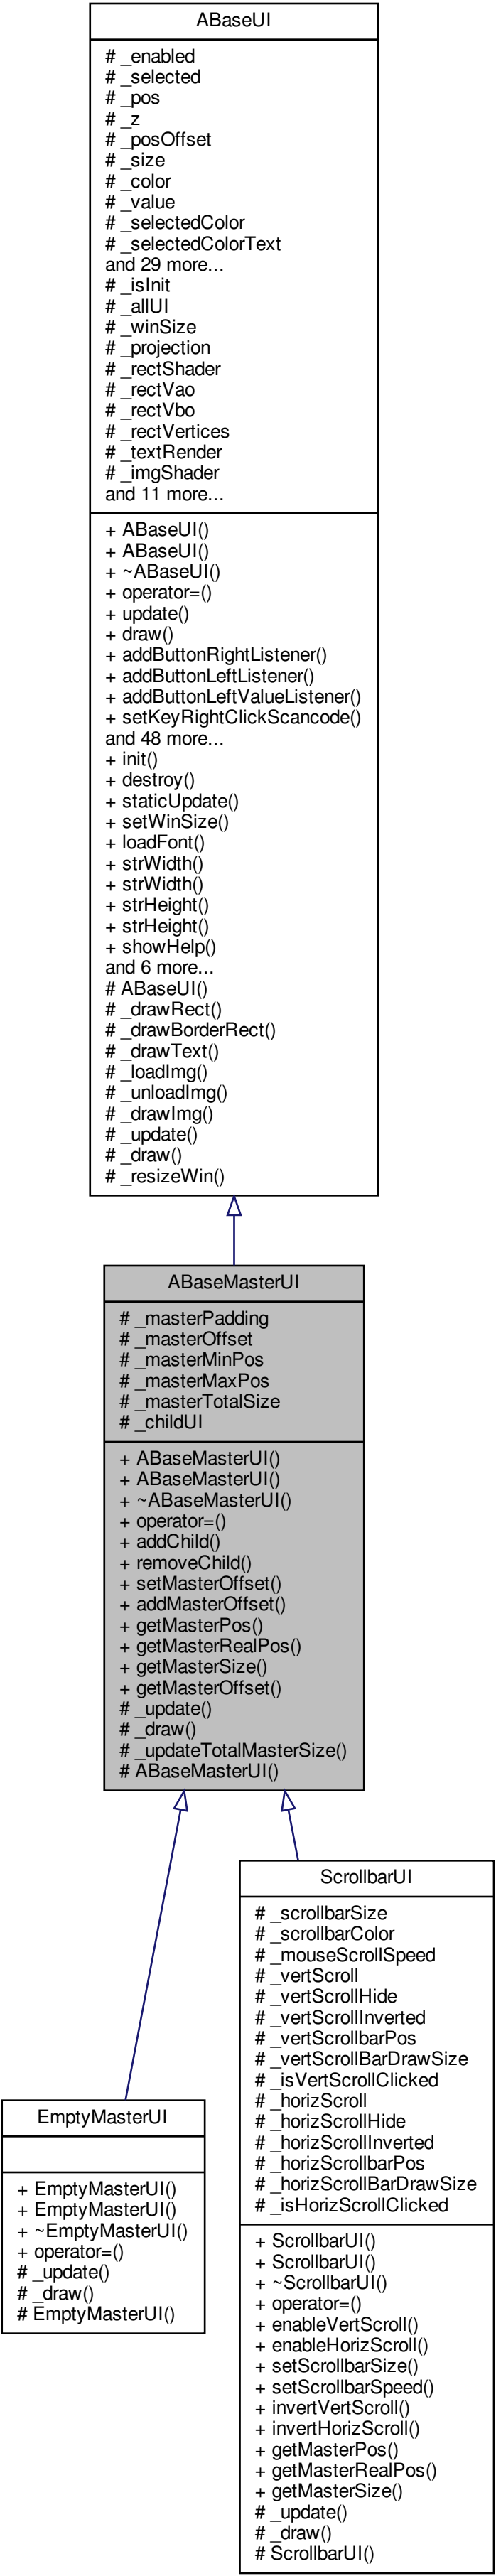 ABaseUI
# _enabled
# _selected
# _pos
# _z
# _posOffset
# _size
# _color
# _value
# _selectedColor
# _selectedColorText
and 29 more...
# _isInit
# _allUI
# _winSize
# _projection
# _rectShader
# _rectVao
# _rectVbo
# _rectVertices
# _textRender
# _imgShader
and 11 more...
+ ABaseUI()
+ ABaseUI()
+ ~ABaseUI()
+ operator=()
+ update()
+ draw()
+ addButtonRightListener()
+ addButtonLeftListener()
+ addButtonLeftValueListener()
+ setKeyRightClickScancode()
and 48 more...
+ init()
+ destroy()
+ staticUpdate()
+ setWinSize()
+ loadFont()
+ strWidth()
+ strWidth()
+ strHeight()
+ strHeight()
+ showHelp()
and 6 more...
# ABaseUI()
# _drawRect()
# _drawBorderRect()
# _drawText()
# _loadImg()
# _unloadImg()
# _drawImg()
# _update()
# _draw()
# _resizeWin()
ABaseMasterUI
# _masterPadding
# _masterOffset
# _masterMinPos
# _masterMaxPos
# _masterTotalSize
# _childUI
+ ABaseMasterUI()
+ ABaseMasterUI()
+ ~ABaseMasterUI()
+ operator=()
+ addChild()
+ removeChild()
+ setMasterOffset()
+ addMasterOffset()
+ getMasterPos()
+ getMasterRealPos()
+ getMasterSize()
+ getMasterOffset()
# _update()
# _draw()
# _updateTotalMasterSize()
# ABaseMasterUI()
ScrollbarUI
# _scrollbarSize
# _scrollbarColor
# _mouseScrollSpeed
# _vertScroll
# _vertScrollHide
# _vertScrollInverted
# _vertScrollbarPos
# _vertScrollBarDrawSize
# _isVertScrollClicked
# _horizScroll
# _horizScrollHide
# _horizScrollInverted
# _horizScrollbarPos
# _horizScrollBarDrawSize
# _isHorizScrollClicked
+ ScrollbarUI()
+ ScrollbarUI()
+ ~ScrollbarUI()
+ operator=()
+ enableVertScroll()
+ enableHorizScroll()
+ setScrollbarSize()
+ setScrollbarSpeed()
+ invertVertScroll()
+ invertHorizScroll()
+ getMasterPos()
+ getMasterRealPos()
+ getMasterSize()
# _update()
# _draw()
# ScrollbarUI()
EmptyMasterUI
+ EmptyMasterUI()
+ EmptyMasterUI()
+ ~EmptyMasterUI()
+ operator=()
# _update()
# _draw()
# EmptyMasterUI()